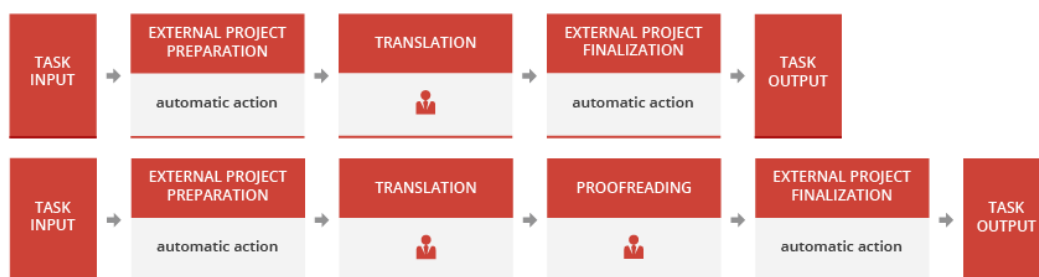 TASK
INPUT
EXTERNAL PROJECT
PREPARATION
automatic action
TRANSLATION
EXTERNAL PROJECT
FINALIZATION
automatic action
TASK
OUTPUT
TASK
INPUT
EXTERNAL PROJECT
PREPARATION
automatic action
TRANSLATION
PROOFREADING
EXTERNAL PROJECT
FINALIZATION
automatic action
TASK
OUTPUT